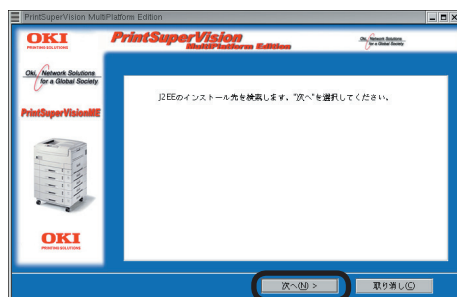 PrintSuperVision MultiPlatform Edition
OKI
PRINTING SOLUTIONS
PrintSuperVision
MultiPlatform Edition
Oki, Network Solutions
for a Global Society
Oki, Network Solutions
for a Global Society
PrintSuperVisionME
OKI
PRINTING SOLUTIONS
J2EEのインストール先を検索します。"次へ"を選択してください。
次へ(N) >
取り消し(C)